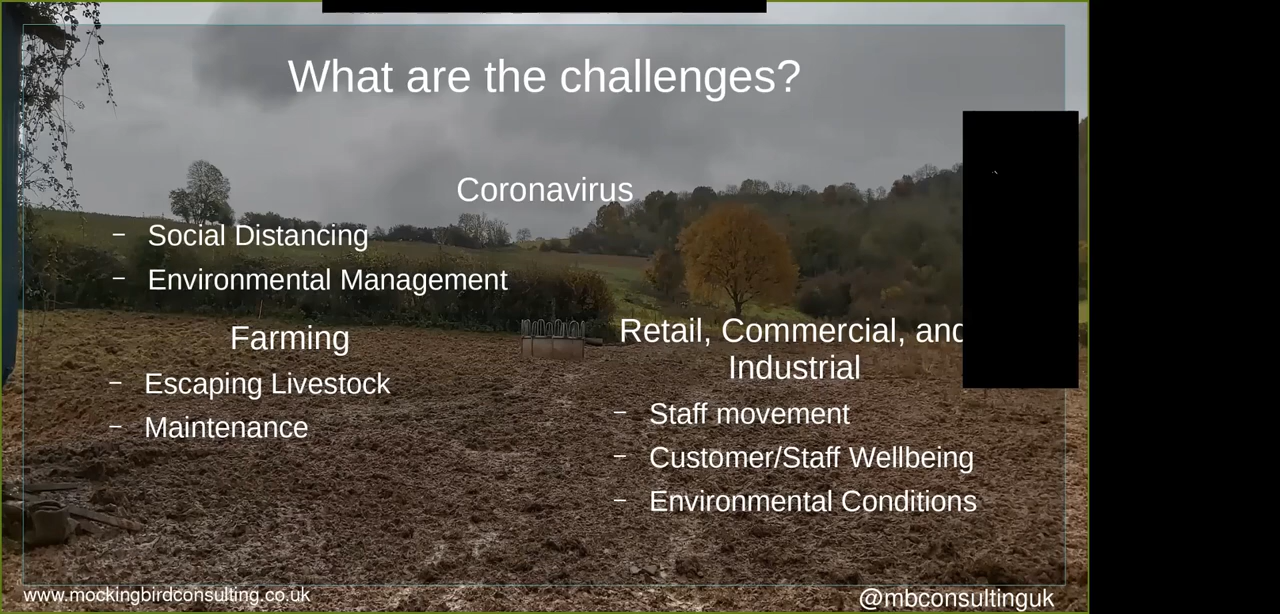 What are the challenges?
Coronavirus
– Social Distancing
– Environmental Management
Farming
– Escaping Livestock
– Maintenance
Retail, Commercial, and
Industrial
– Staff movement
– Customer/Staff Wellbeing
– Environmental Conditions
www.mockingbirdconsulting.co.uk
@mbconsultinguk